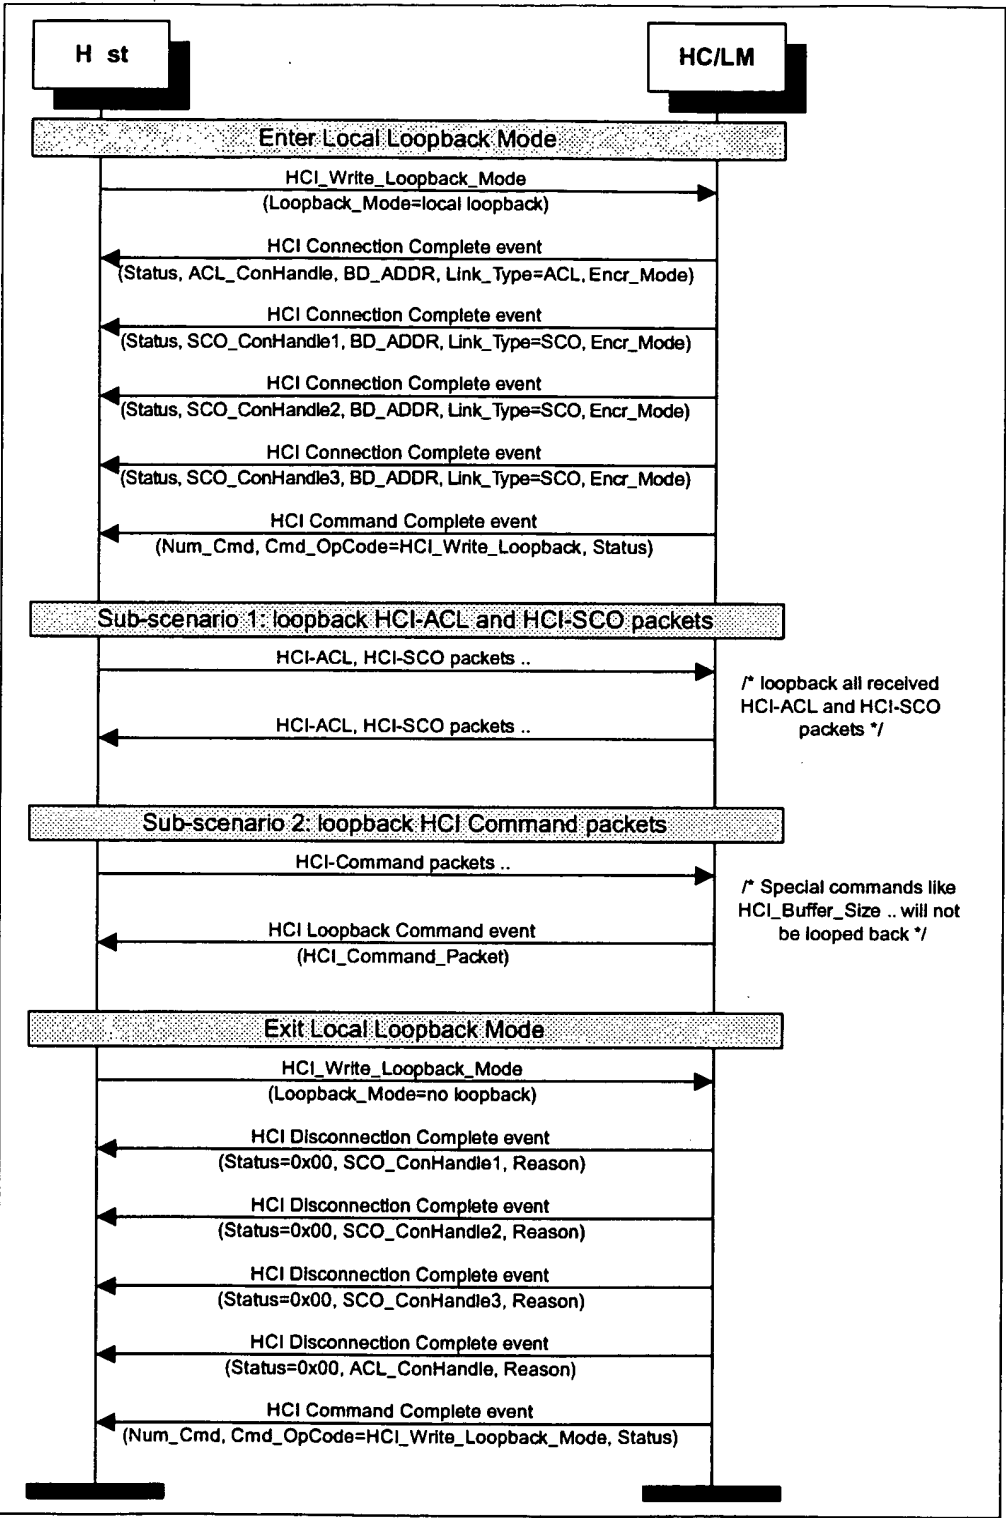 H st
HC/LM
Enter Local Loopback Mode
HCI_Write_Loopback_Mode
(Loopback_Mode=local loopback)
HCI Connection Complete event
(Status, ACL_ConHandle, BD_ADDR, Link_Type=ACL, Encr_Mode)
HCI Connection Complete event
(Status, SCO_ConHandle1, BD_ADDR, Link_Type=SCO, Encr_Mode)
HCI Connection Complete event
(Status, SCO_ConHandle2, BD_ADDR, Link_Type=SCO, Encr_Mode)
HCI Connection Complete event
(Status, SCO_ConHandle3, BD_ADDR, Link_Type=SCO, Encr_Mode)
HCI Command Complete event
(Num_Cmd, Cmd_OpCode=HCI_Write_Loopback, Status)
Sub-scenario 1: loopback HCI-ACL and HCI-SCO packets
HCI-ACL, HCI-SCO packets ..
/* loopback all received
HCI-ACL and HCI-SCO
packets */
HCI-ACL, HCI-SCO packets ..
Sub-scenario 2: loopback HCI Command packets
HCI-Command packets ..
/* Special commands like
HCI_Buffer_Size .. will not
be looped back */
HCI Loopback Command event
(HCI_Command_Packet)
Exit Local Loopback Mode
HCI_Write_Loopback_Mode
(Loopback_Mode=no loopback)
HCI Disconnection Complete event
(Status=0x00, SCO_ConHandle1, Reason)
HCI Disconnection Complete event
(Status=0x00, SCO_ConHandle2, Reason)
HCI Disconnection Complete event
(Status=0x00, SCO_ConHandle3, Reason)
HCI Disconnection Complete event
(Status=0x00, ACL_ConHandle, Reason)
HCI Command Complete event
(Num_Cmd, Cmd_OpCode=HCI_Write_Loopback_Mode, Status)